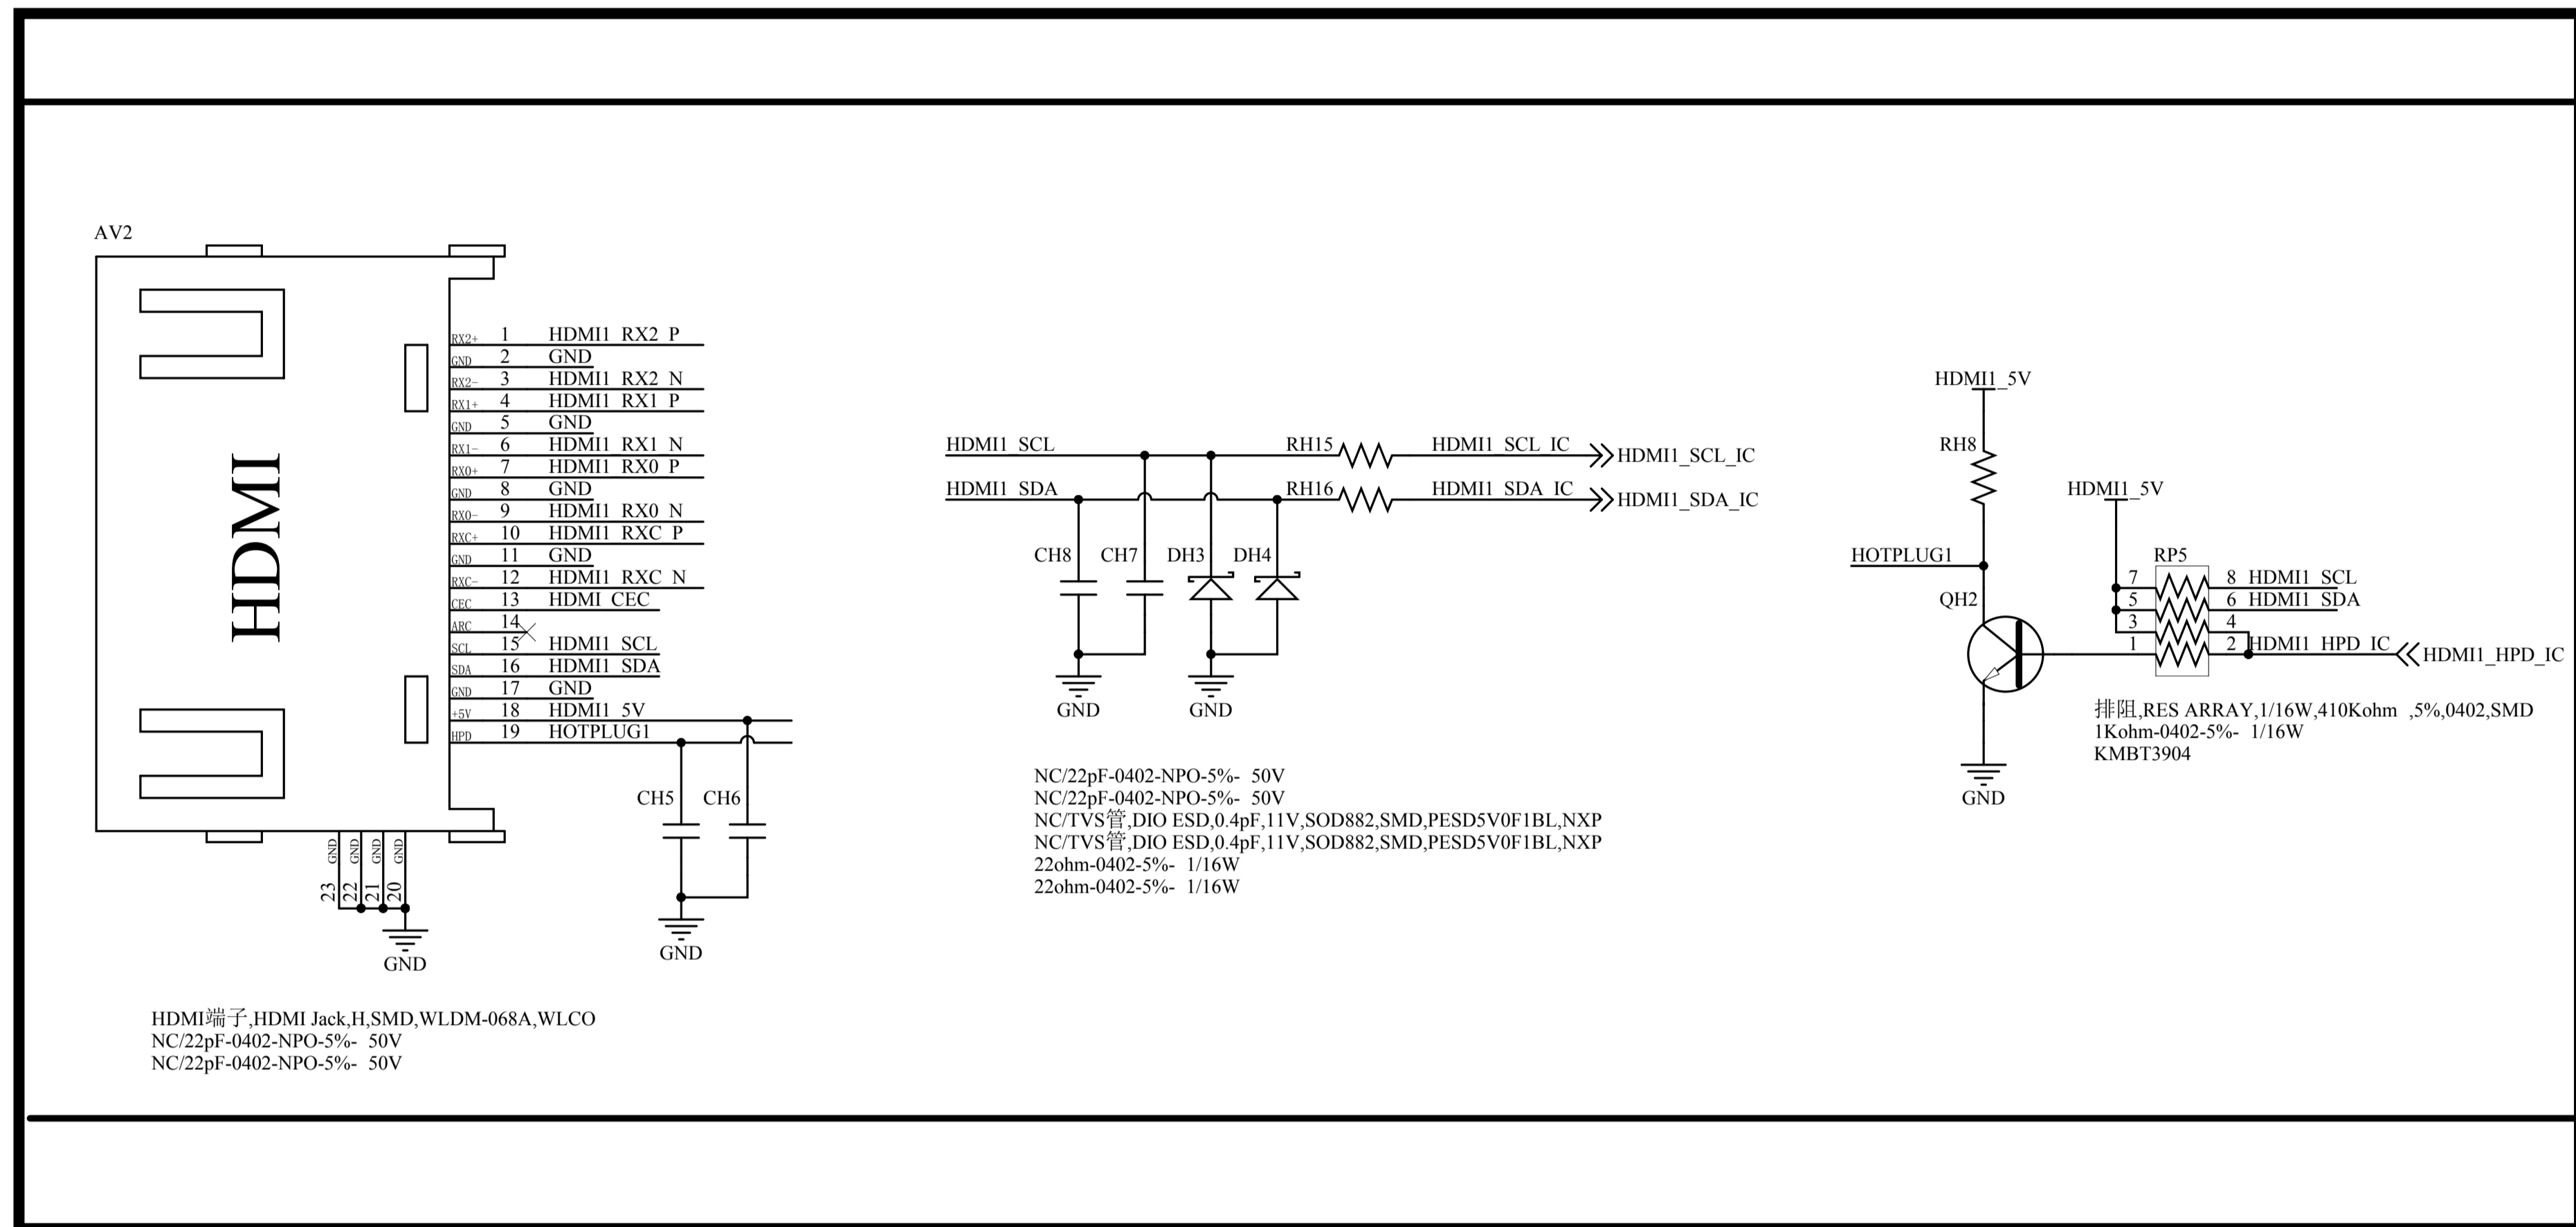 AV2
HDMI
RX2+ 1 HDMI1_RX2_P
GND 2 GND
RX2- 3 HDMI1_RX2_N
RX1+ 4 HDMI1_RX1_P
GND 5 GND
RX1- 6 HDMI1_RX1_N
RX0+ 7 HDMI1_RX0_P
GND 8 GND
RX0- 9 HDMI1_RX0_N
RXC+ 10 HDMI1_RXC_P
GND 11 GND
RXC- 12 HDMI1_RXC_N
CEC 13 HDMI_CEC
ARC 14
SCL 15 HDMI1_SCL
SDA 16 HDMI1_SDA
GND 17 GND
+5V 18 HDMI1_5V
HPD 19 HOTPLUG1
CH5 CH6
GND GND GND GND
23 22 21 20
GND
GND
HDMI端子,HDMI Jack,H,SMD,WLDM-068A,WLCO
NC/22pF-0402-NPO-5%- 50V
NC/22pF-0402-NPO-5%- 50V
HDMI1_SCL RH15 HDMI1_SCL_IC HDMI1_SCL_IC
HDMI1_SDA RH16 HDMI1_SDA_IC HDMI1_SDA_IC
CH8 CH7 DH3 DH4
GND GND
NC/22pF-0402-NPO-5%- 50V
NC/22pF-0402-NPO-5%- 50V
NC/TVS管,DIO ESD,0.4pF,11V,SOD882,SMD,PESD5V0F1BL,NXP
NC/TVS管,DIO ESD,0.4pF,11V,SOD882,SMD,PESD5V0F1BL,NXP
22ohm-0402-5%- 1/16W
22ohm-0402-5%- 1/16W
HDMI1_5V
RH8
HDMI1_5V
HOTPLUG1
RP5
QH2
7 8 HDMI1_SCL
5 6 HDMI1_SDA
3 4
1 2 HDMI1_HPD_IC HDMI1_HPD_IC
GND
排阻,RES ARRAY,1/16W,410Kohm ,5%,0402,SMD
1Kohm-0402-5%- 1/16W
KMBT3904